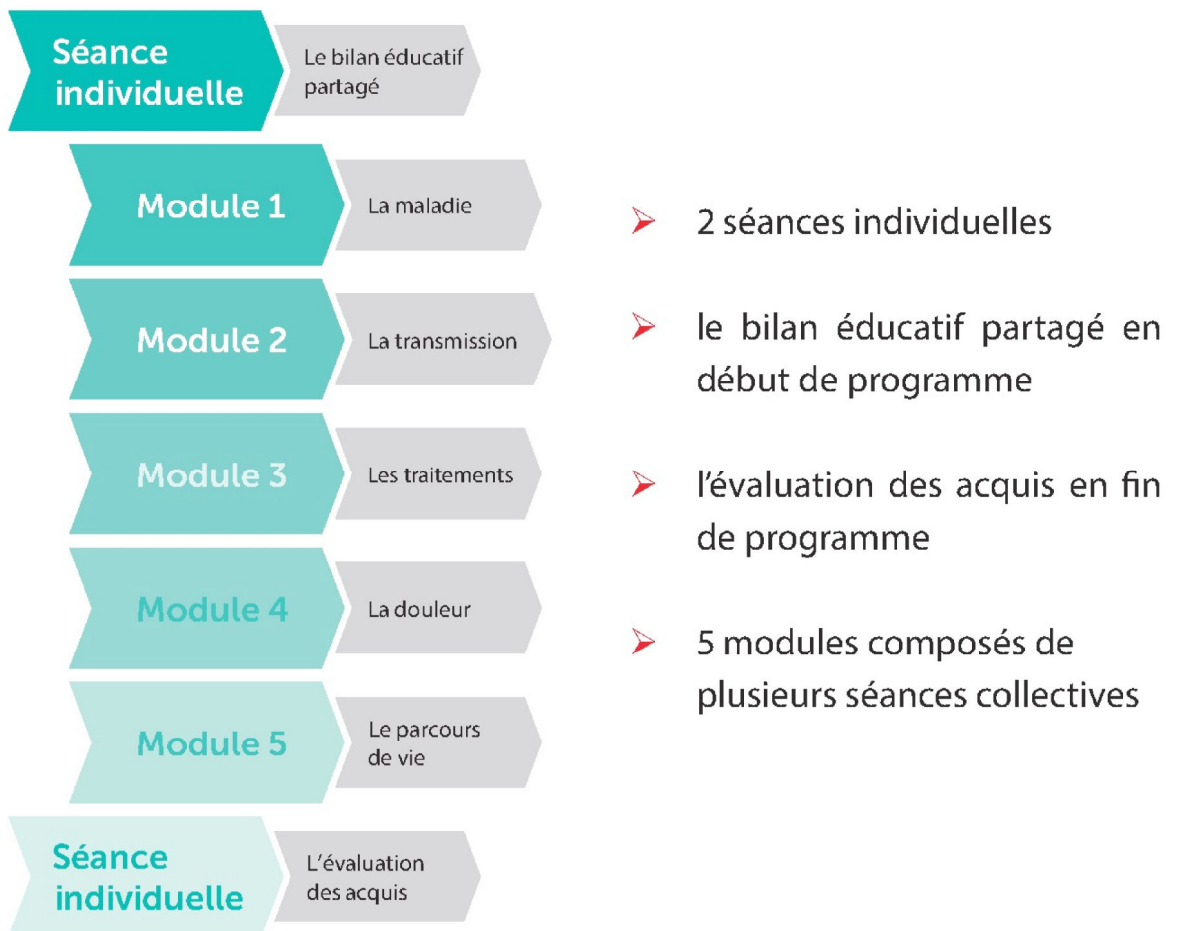 Séance
individuelle
Le bilan éducatif
partagé
Module 1
La maladie
Module 2
La transmission
Module 3
Les traitements
Module 4
La douleur
Module 5
Le parcours
de vie
Séance
individuelle
L'évaluation
des acquis
➢ 2 séances individuelles
➢ le bilan éducatif partagé en
début de programme
➢ l'évaluation des acquis en fin
de programme
➢ 5 modules composés de
plusieurs séances collectives